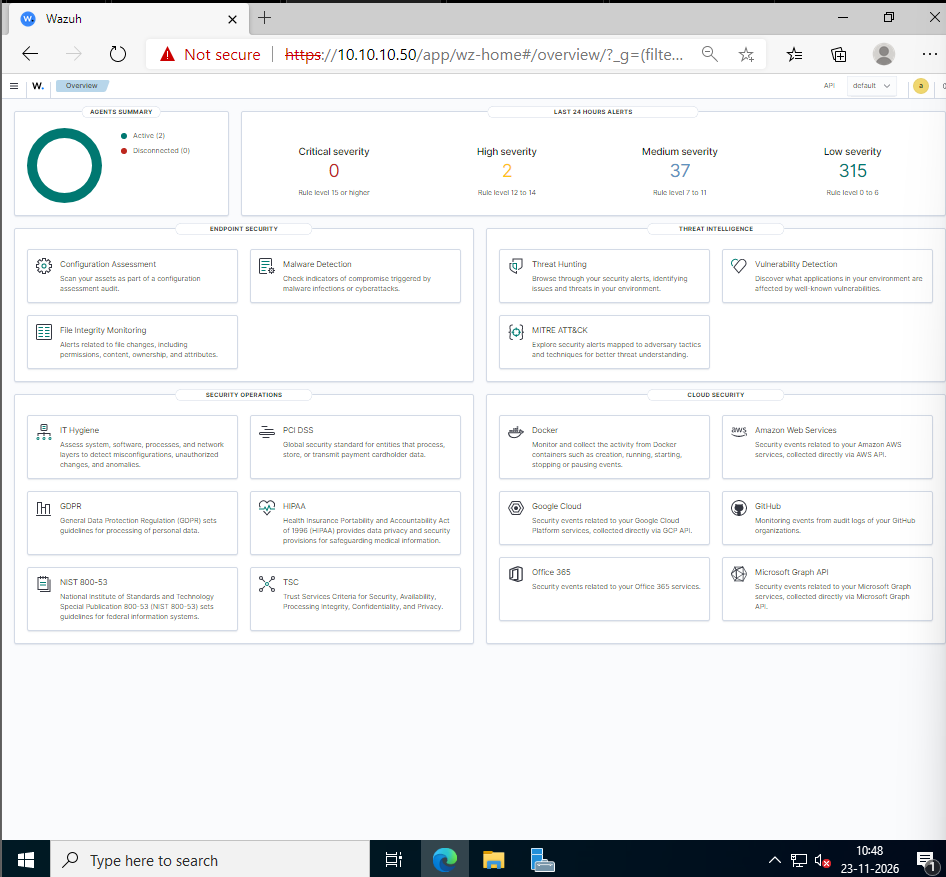 Wazuh
Not secure
https://10.10.10.50/app/wz-home#/overview/?_g=(filte...
W.
Overview
API
default
a
AGENTS SUMMARY
Active (2)
Disconnected (0)
LAST 24 HOURS ALERTS
Critical severity
0
Rule level 15 or higher
High severity
2
Rule level 12 to 14
Medium severity
37
Rule level 7 to 11
Low severity
315
Rule level 0 to 6
ENDPOINT SECURITY
Configuration Assessment
Scan your assets as part of a configuration
assessment audit.
Malware Detection
Check indicators of compromise triggered by
malware infections or cyberattacks.
File Integrity Monitoring
Alerts related to file changes, including
permissions, content, ownership, and attributes.
THREAT INTELLIGENCE
Threat Hunting
Browse through your security alerts, identifying
issues and threats in your environment.
Vulnerability Detection
Discover what applications in your environment are
affected by well-known vulnerabilities.
MITRE ATT&CK
Explore security alerts mapped to adversary tactics
and techniques for better threat understanding.
SECURITY OPERATIONS
IT Hygiene
Assess system, software, processes, and network
layers to detect misconfigurations, unauthorized
changes, and anomalies.
PCI DSS
Global security standard for entities that process,
store, or transmit payment cardholder data.
GDPR
General Data Protection Regulation (GDPR) sets
guidelines for processing of personal data.
HIPAA
Health Insurance Portability and Accountability Act
of 1996 (HIPAA) provides data privacy and security
provisions for safeguarding medical information.
NIST 800-53
National Institute of Standards and Technology
Special Publication 800-53 (NIST 800-53) sets
guidelines for federal information systems.
TSC
Trust Services Criteria for Security, Availability,
Processing Integrity, Confidentiality, and Privacy.
CLOUD SECURITY
Docker
Monitor and collect the activity from Docker
containers such as creation, running, starting,
stopping or pausing events.
aws
Amazon Web Services
Security events related to your Amazon AWS
services, collected directly via AWS API.
Google Cloud
Security events related to your Google Cloud
Platform services, collected directly via GCP API.
GitHub
Monitoring events from audit logs of your GitHub
organizations.
Office 365
Security events related to your Office 365 services.
Microsoft Graph API
Security events related to your Microsoft Graph
services, collected directly via Microsoft Graph
API.
Type here to search
10:48
23-11-2026
1